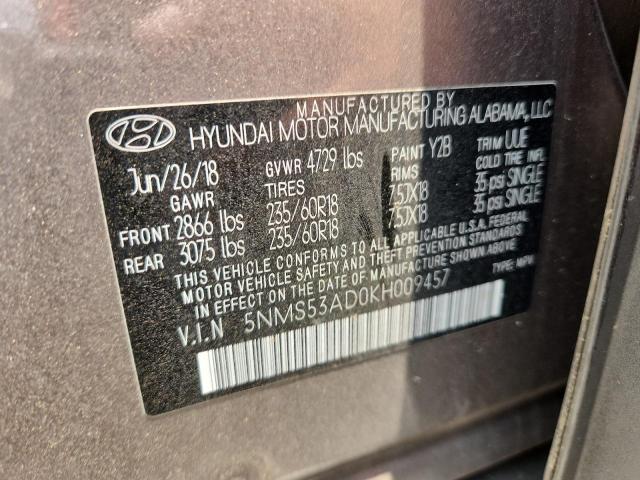 MANUFACTURED BY
HYUNDAI MOTOR MANUFACTURING ALABAMA, LLC
Jun/26/18 GVWR 4729 lbs PAINT Y2B TRIM UUE
GAWR TIRES RIMS COLD TIRE INFL
FRONT 2866 lbs 235/60R18 7.5JX18 35 psi SINGLE
REAR 3075 lbs 235/60R18 7.5JX18 35 psi SINGLE
THIS VEHICLE CONFORMS TO ALL APPLICABLE U.S.A. FEDERAL
MOTOR VEHICLE SAFETY AND THEFT PREVENTION STANDARDS
IN EFFECT ON THE DATE OF MANUFACTURE SHOWN ABOVE.
V.I.N 5NMS53AD0KH009457 TYPE: MPV